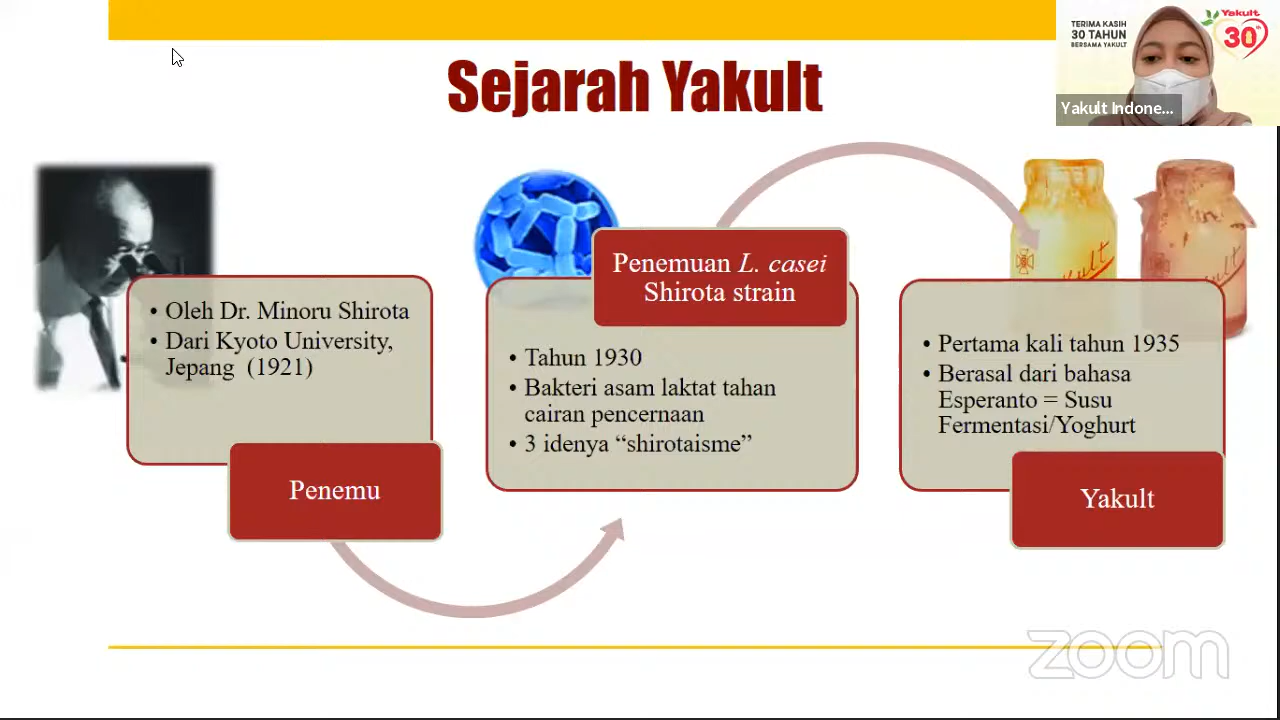 Sejarah Yakult
TERIMA KASIH
30 TAHUN
BERSAMA YAKULT
Yakult
30
Yakult Indone...
• Oleh Dr. Minoru Shirota
• Dari Kyoto University,
Jepang (1921)
Penemu
Penemuan L. casei
Shirota strain
• Tahun 1930
• Bakteri asam laktat tahan
cairan pencernaan
• 3 idenya “shirotaisme”
• Pertama kali tahun 1935
• Berasal dari bahasa
Esperanto = Susu
Fermentasi/Yoghurt
Yakult
zoom